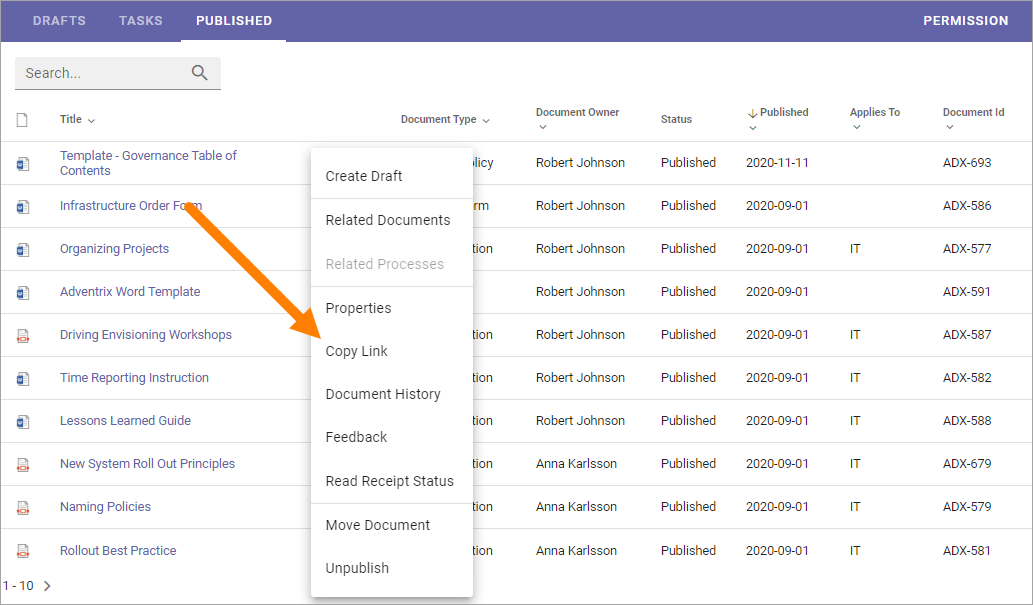 DRAFTS TASKS PUBLISHED PERMISSION
Search...
Title Document Type Document Owner Status Published Applies To Document Id
Template - Governance Table of
Contents
licy Robert Johnson Published 2020-11-11 ADX-693
Infrastructure Order Form rm Robert Johnson Published 2020-09-01 ADX-586
Organizing Projects tion Robert Johnson Published 2020-09-01 IT ADX-577
Adventrix Word Template Robert Johnson Published 2020-09-01 ADX-591
Driving Envisioning Workshops tion Robert Johnson Published 2020-09-01 IT ADX-587
Time Reporting Instruction tion Robert Johnson Published 2020-09-01 IT ADX-582
Lessons Learned Guide tion Robert Johnson Published 2020-09-01 IT ADX-588
New System Roll Out Principles tion Anna Karlsson Published 2020-09-01 IT ADX-679
Naming Policies tion Anna Karlsson Published 2020-09-01 IT ADX-579
Rollout Best Practice tion Anna Karlsson Published 2020-09-01 IT ADX-581
1 - 10
Create Draft
Related Documents
Related Processes
Properties
Copy Link
Document History
Feedback
Read Receipt Status
Move Document
Unpublish